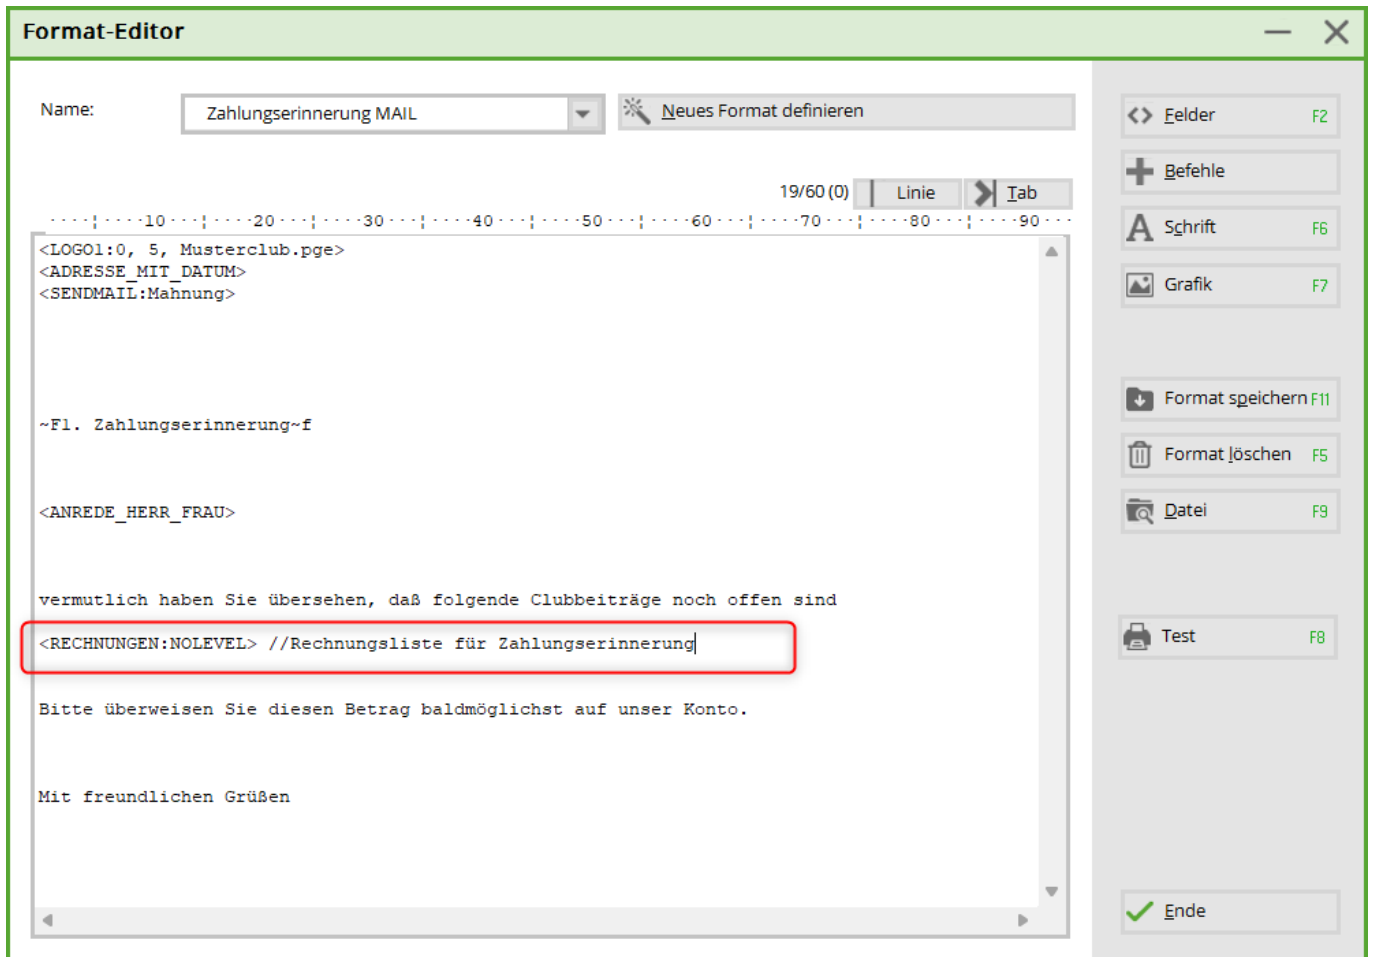 Format-Editor
Name:
Zahlungserinnerung MAIL
Neues Format definieren
19/60 (0)
Linie
Tab
····¦····10···¦····20···¦····30···¦····40···¦····50···¦····60···¦····70···¦····80···¦····90···
<LOGO1:0, 5, Musterclub.pge>
<ADRESSE_MIT_DATUM>
<SENDMAIL:Mahnung>
~F1. Zahlungserinnerung~f
<ANREDE_HERR_FRAU>
vermutlich haben Sie übersehen, daß folgende Clubbeiträge noch offen sind
<RECHNUNGEN:NOLEVEL> //Rechnungsliste für Zahlungserinnerung
Bitte überweisen Sie diesen Betrag baldmöglichst auf unser Konto.
Mit freundlichen Grüßen
Felder F2
Befehle
Schrift F6
Grafik F7
Format speichern F11
Format löschen F5
Datei F9
Test F8
Ende